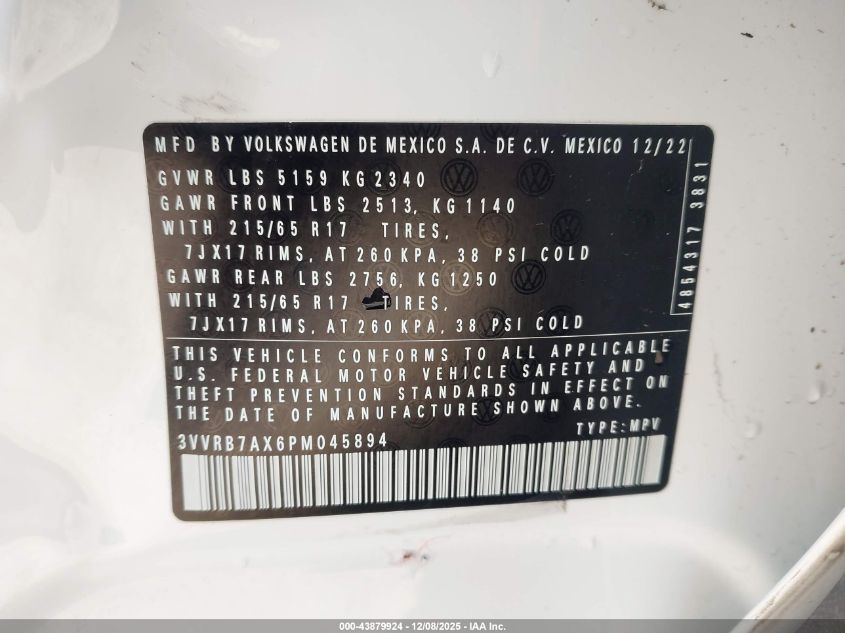 MFD BY VOLKSWAGEN DE MEXICO S.A. DE C.V. MEXICO 12/22
GVWR LBS 5159 KG 2340
GAWR FRONT LBS 2513, KG 1140
WITH 215/65 R17 TIRES,
7JX17 RIMS, AT 260 KPA, 38 PSI COLD
GAWR REAR LBS 2756, KG 1250
WITH 215/65 R17 TIRES,
7JX17 RIMS, AT 260 KPA, 38 PSI COLD
4854317 3831
THIS VEHICLE CONFORMS TO ALL APPLICABLE
U.S. FEDERAL MOTOR VEHICLE SAFETY AND
THEFT PREVENTION STANDARDS IN EFFECT ON
THE DATE OF MANUFACTURE SHOWN ABOVE.
TYPE: MPV
3VVRB7AX6PM045894
000-43879924 - 12/08/2025 - IAA Inc.